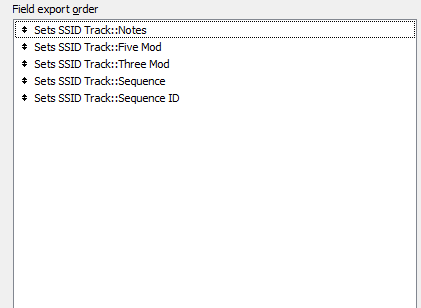 Field export order
Sets SSID Track::Notes
Sets SSID Track::Five Mod
Sets SSID Track::Three Mod
Sets SSID Track::Sequence
Sets SSID Track::Sequence ID